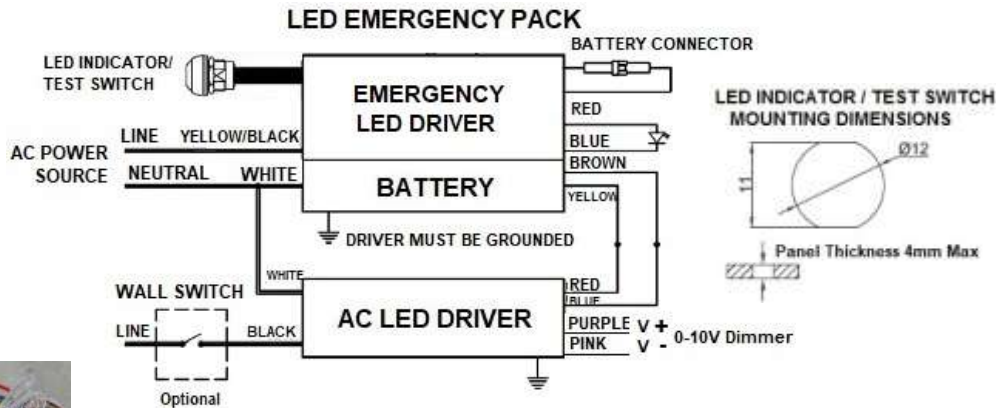 LED EMERGENCY PACK
LED INDICATOR/
TEST SWITCH
BATTERY CONNECTOR
EMERGENCY
LED DRIVER
RED
BLUE
LINE YELLOW/BLACK
AC POWER
SOURCE
NEUTRAL WHITE
BATTERY
BROWN
YELLOW
DRIVER MUST BE GROUNDED
WHITE
WALL SWITCH
LINE
BLACK
Optional
AC LED DRIVER
RED
BLUE
PURPLE V +
PINK V -
0-10V Dimmer
LED INDICATOR / TEST SWITCH
MOUNTING DIMENSIONS
Ø12
11
Panel Thickness 4mm Max